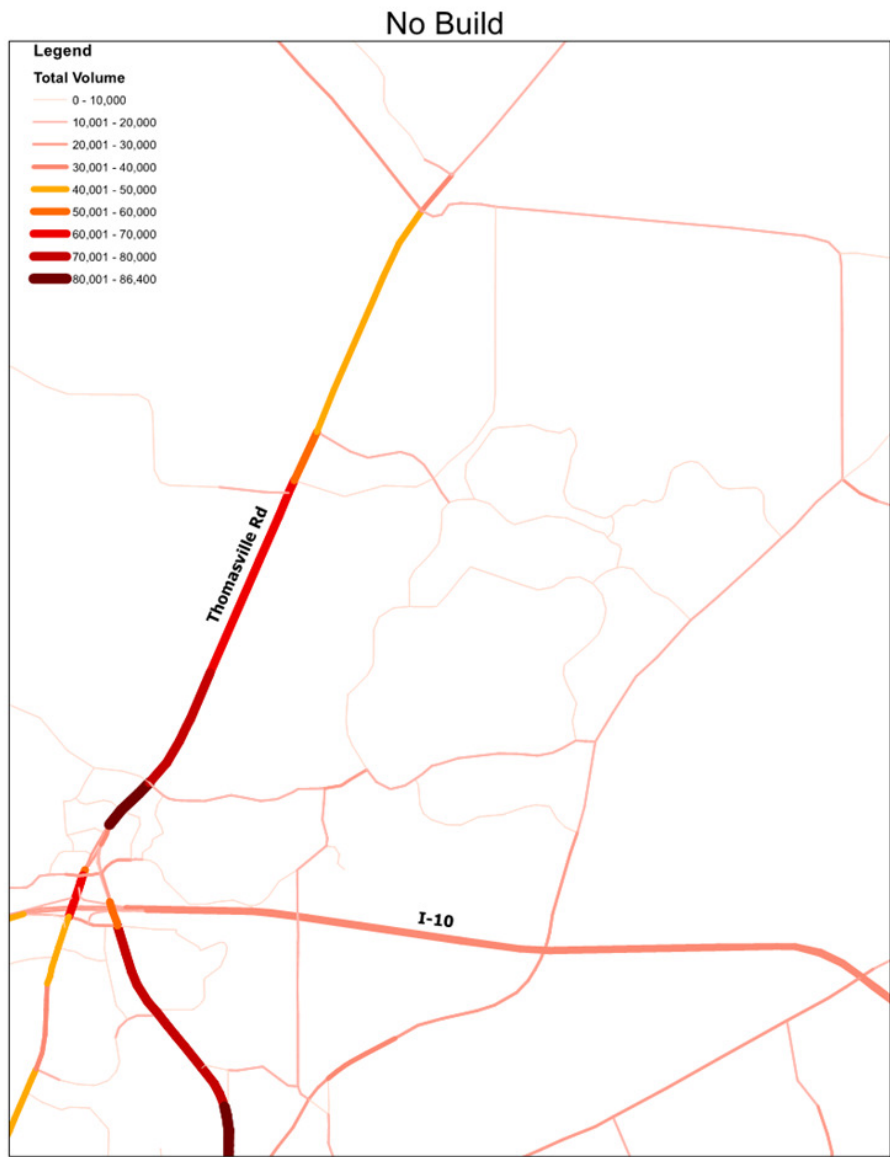 No Build
Legend
Total Volume
0 - 10,000
10,001 - 20,000
20,001 - 30,000
30,001 - 40,000
40,001 - 50,000
50,001 - 60,000
60,001 - 70,000
70,001 - 80,000
80,001 - 86,400
Thomasville Rd
I-10